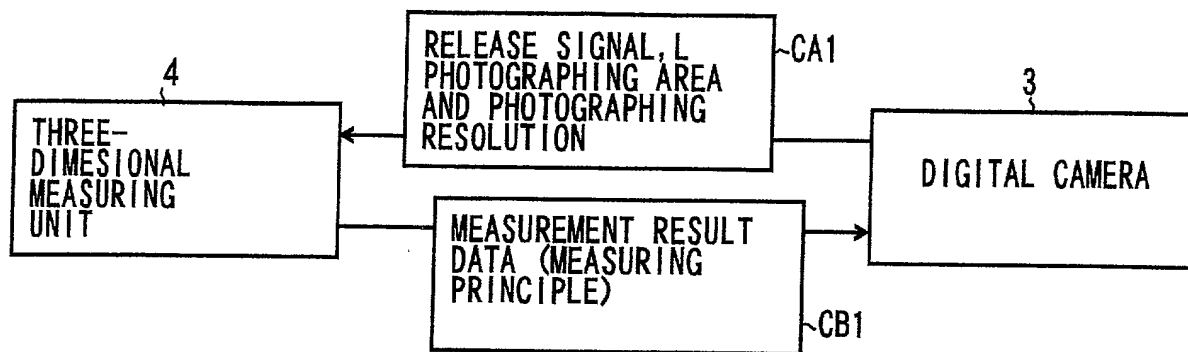 RELEASE SIGNAL, L
PHOTOGRAPHING AREA
AND PHOTOGRAPHING
RESOLUTION
CA1
4
THREE-
DIMESIONAL
MEASURING
UNIT
3
DIGITAL CAMERA
MEASUREMENT RESULT
DATA (MEASURING
PRINCIPLE)
CB1